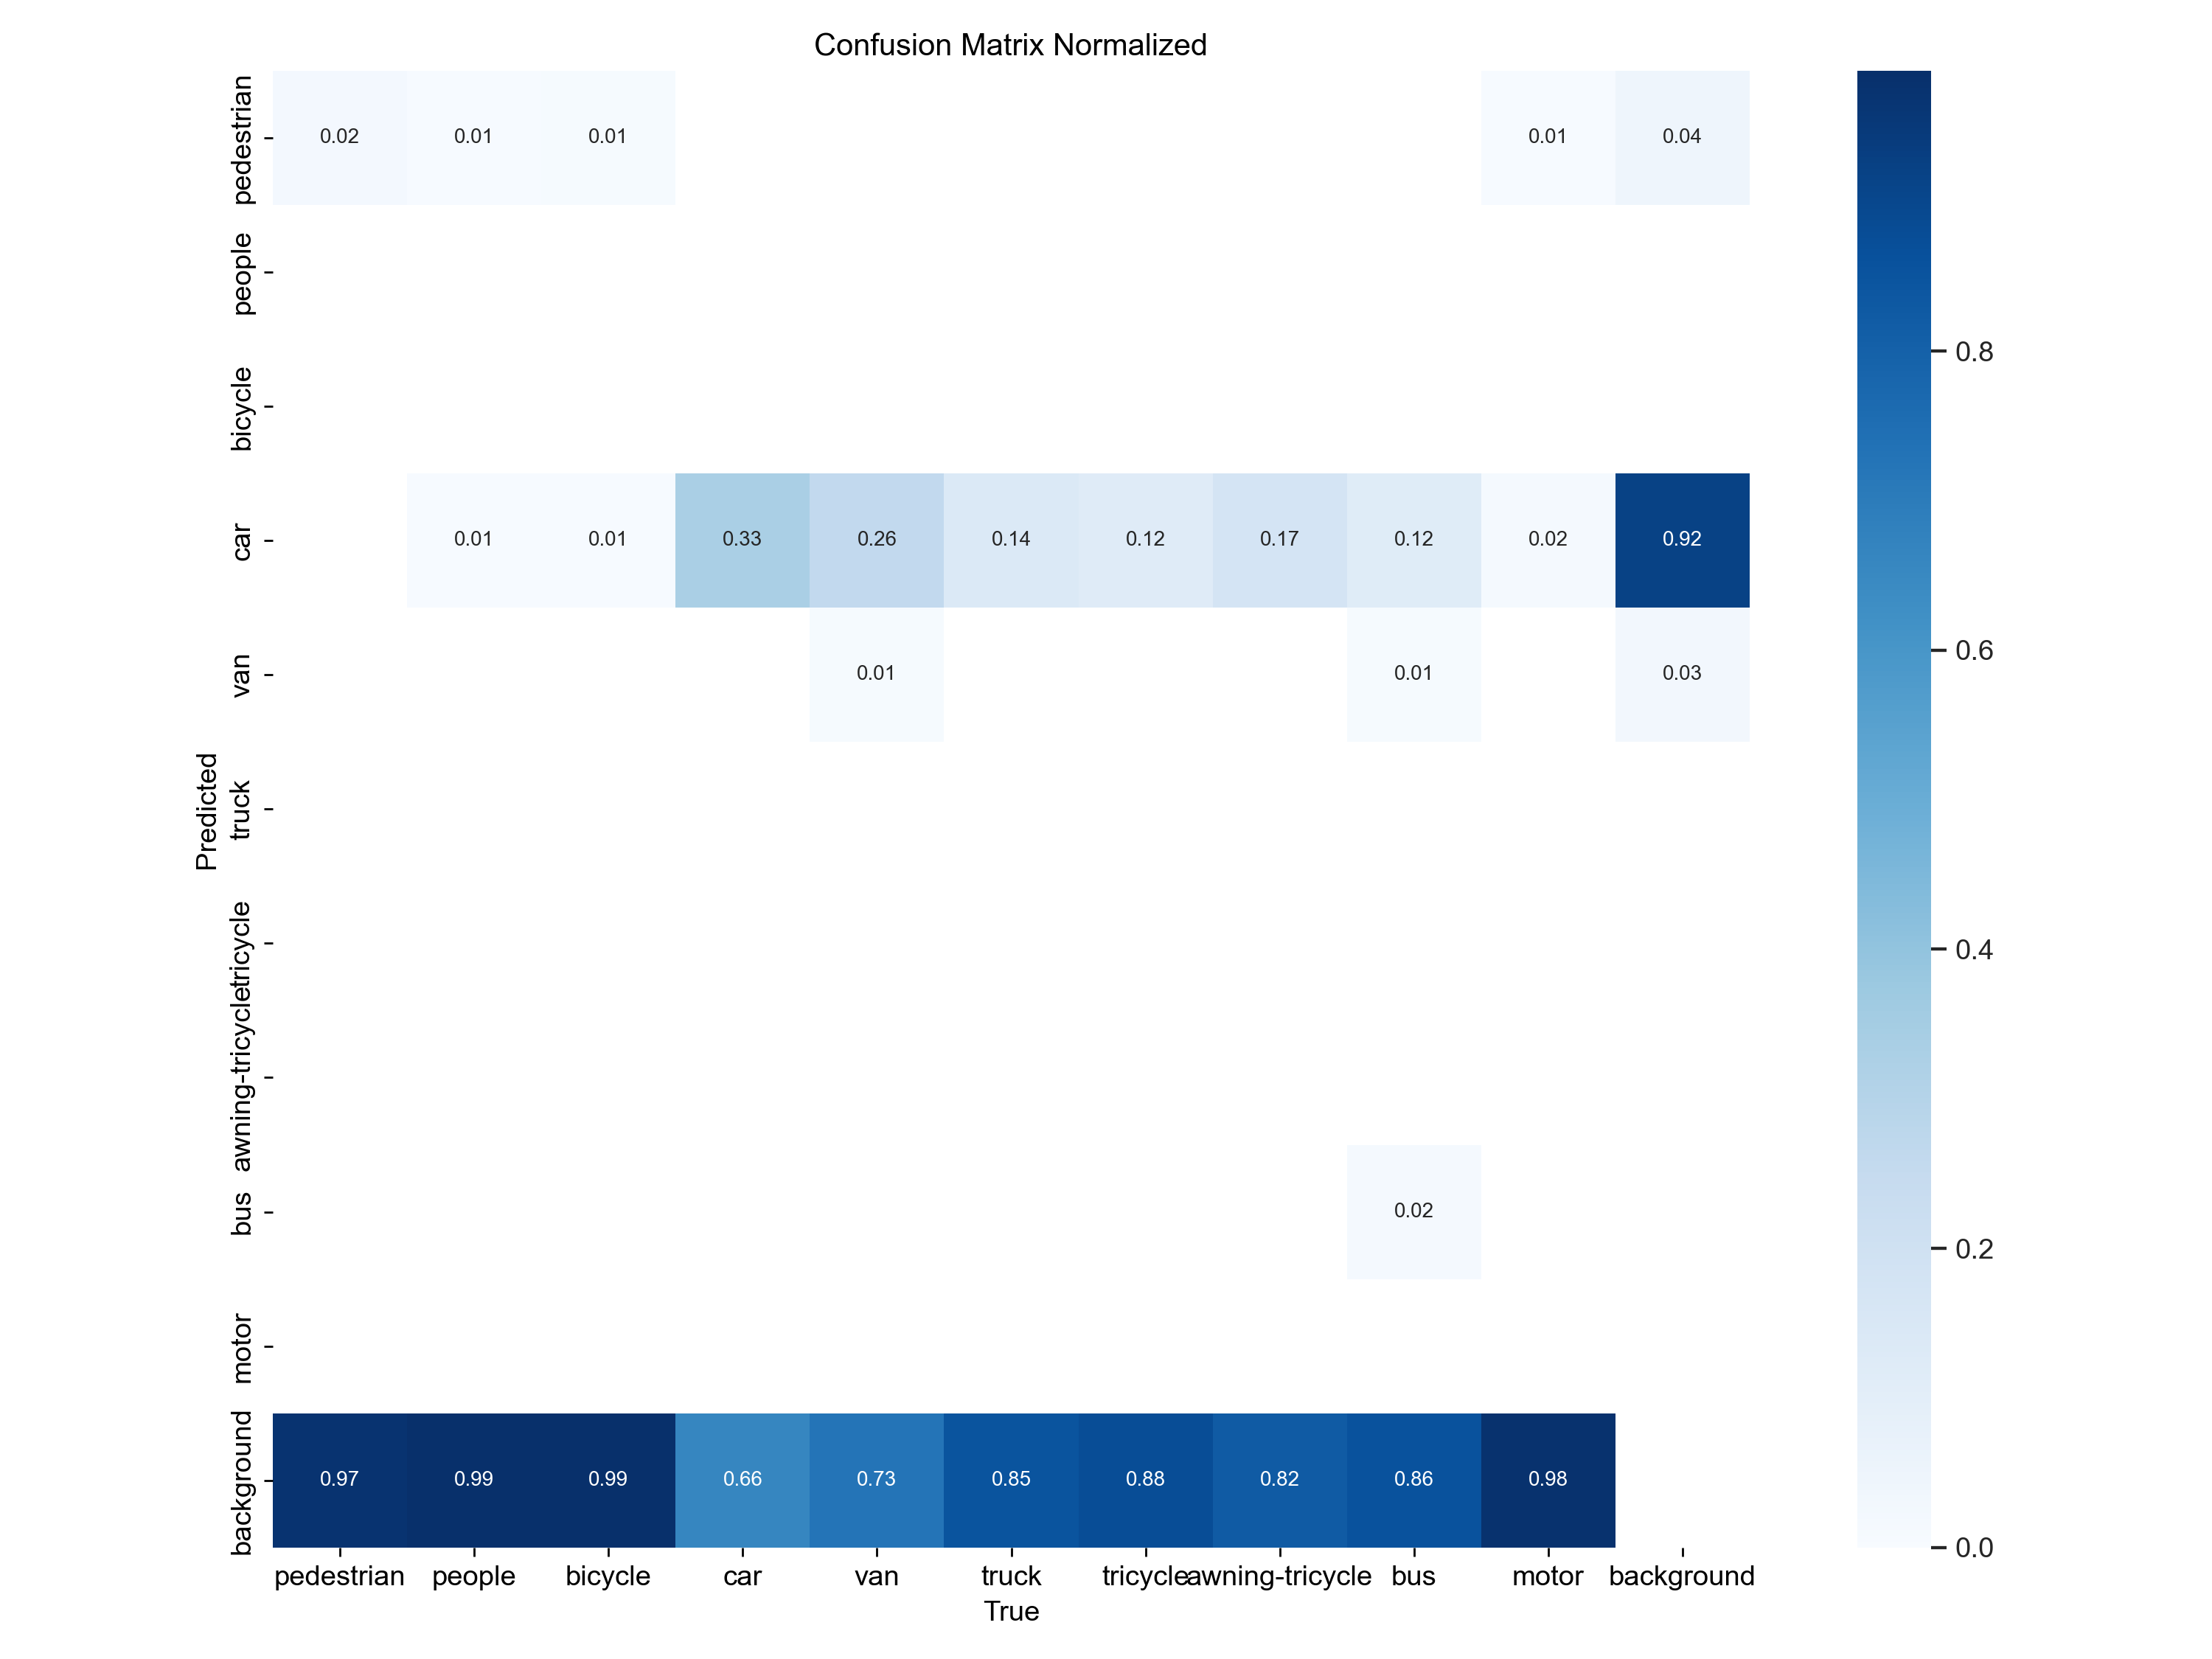 Confusion Matrix Normalized
pedestrian
0.02 0.01 0.01 0.01 0.04
people
bicycle
car
0.01 0.01 0.33 0.26 0.14 0.12 0.17 0.12 0.02 0.92
van
0.01 0.01 0.03
Predicted
truck
tricycle
awning-tricycle
bus
0.02
motor
background
0.97 0.99 0.99 0.66 0.73 0.85 0.88 0.82 0.86 0.98
pedestrian people bicycle car van truck tricycle awning-tricycle bus motor background
True
0.8
0.6
0.4
0.2
0.0